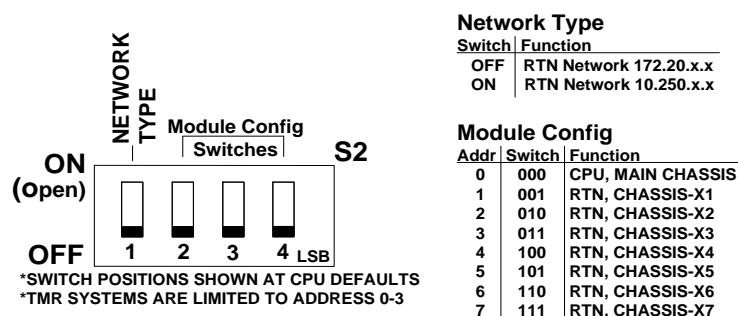 NETWORK
TYPE
Module Config
Switches
S2
ON
(Open)
OFF
1 2 3 4 LSB
*SWITCH POSITIONS SHOWN AT CPU DEFAULTS
*TMR SYSTEMS ARE LIMITED TO ADDRESS 0-3
Network Type
Switch Function
OFF RTN Network 172.20.x.x
ON RTN Network 10.250.x.x
Module Config
Addr Switch Function
0 000 CPU, MAIN CHASSIS
1 001 RTN, CHASSIS-X1
2 010 RTN, CHASSIS-X2
3 011 RTN, CHASSIS-X3
4 100 RTN, CHASSIS-X4
5 101 RTN, CHASSIS-X5
6 110 RTN, CHASSIS-X6
7 111 RTN, CHASSIS-X7